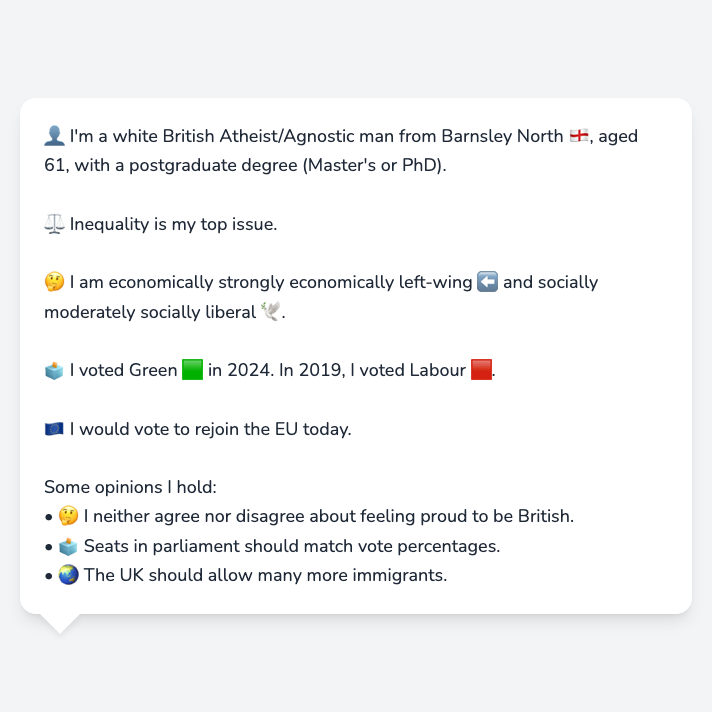 👤 I'm a white British Atheist/Agnostic man from Barnsley North 🏴󠁧󠁢󠁥󠁮󠁧󠁿, aged
61, with a postgraduate degree (Master's or PhD).
⚖️ Inequality is my top issue.
🤔 I am economically strongly economically left-wing ⬅️ and socially
moderately socially liberal 🕊️.
🗳️ I voted Green 🟩 in 2024. In 2019, I voted Labour 🟥.
🇪🇺 I would vote to rejoin the EU today.
Some opinions I hold:
• 🤔 I neither agree nor disagree about feeling proud to be British.
• 🗳️ Seats in parliament should match vote percentages.
• 🌏 The UK should allow many more immigrants.